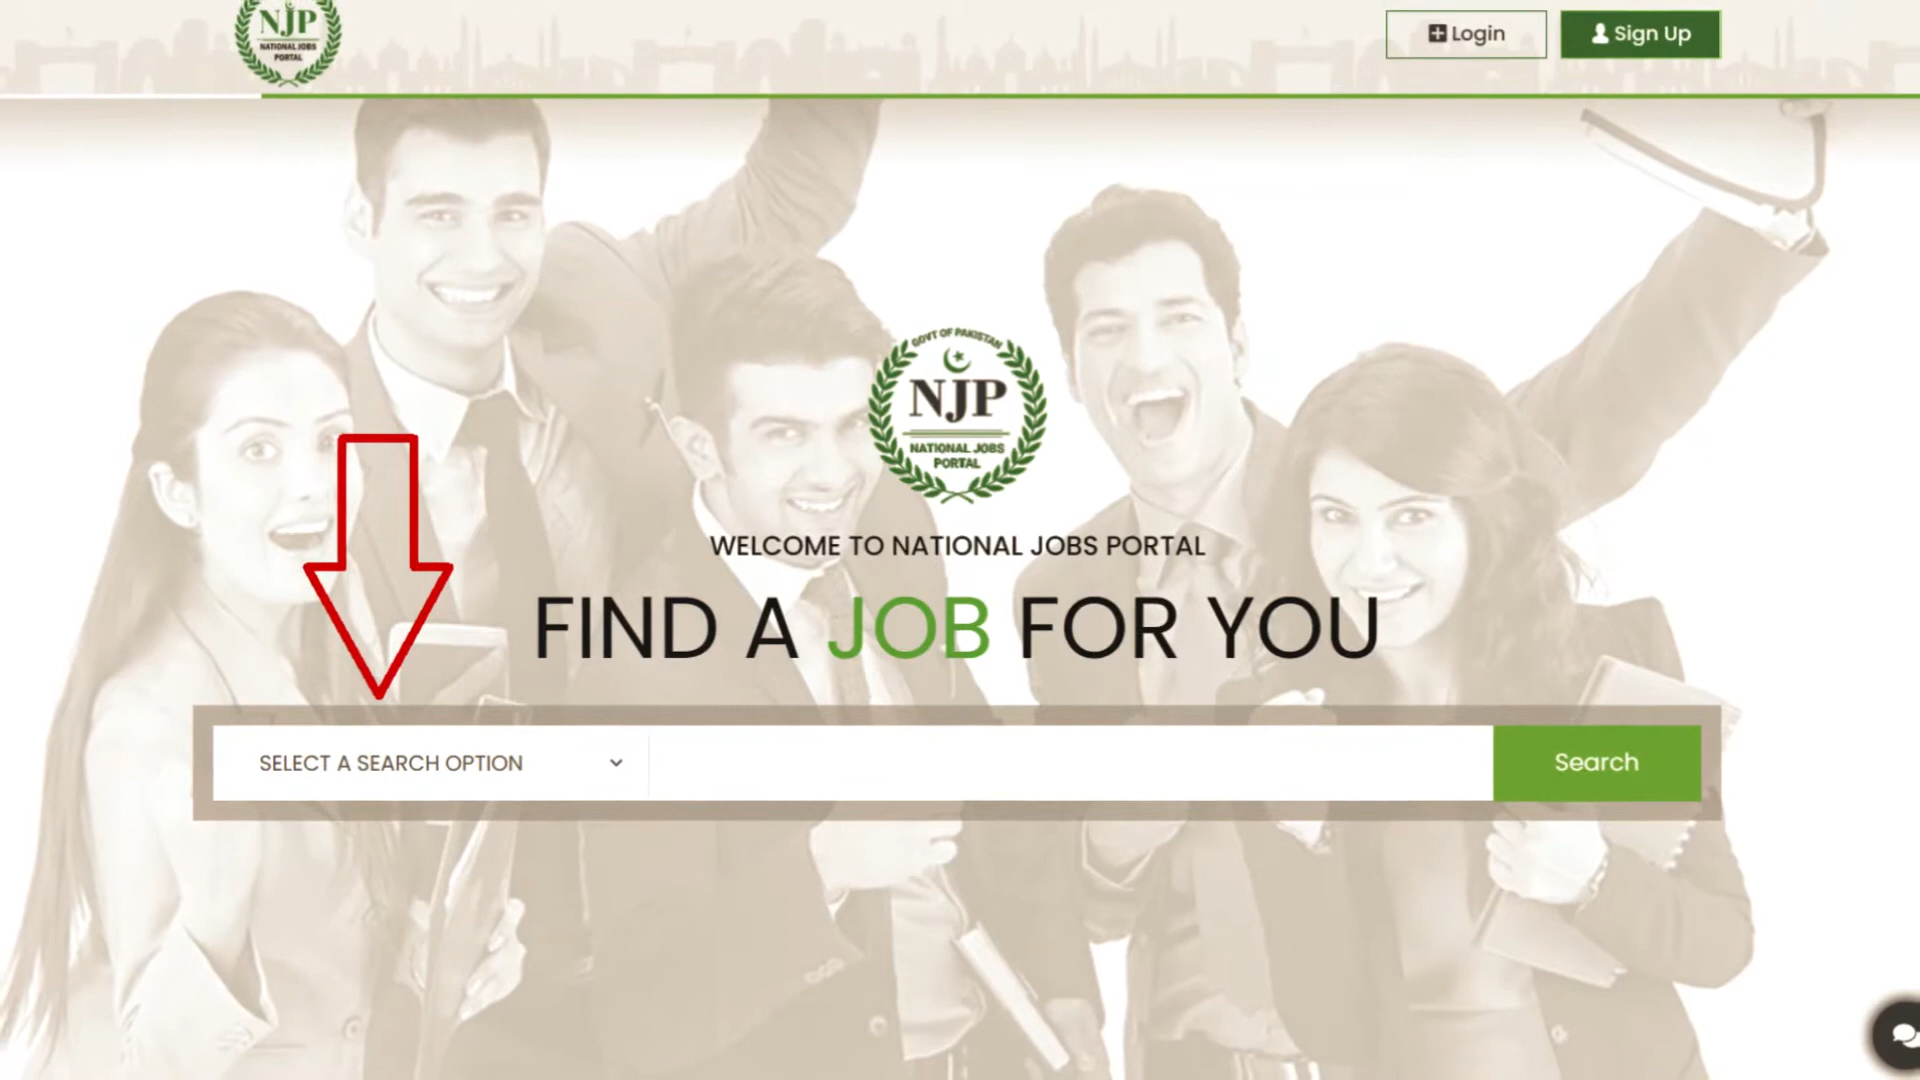 NJP
NATIONAL JOBS
PORTAL
Login
Sign Up
GOVT OF PAKISTAN
NJP
NATIONAL JOBS
PORTAL
WELCOME TO NATIONAL JOBS PORTAL
FIND A JOB FOR YOU
SELECT A SEARCH OPTION
Search